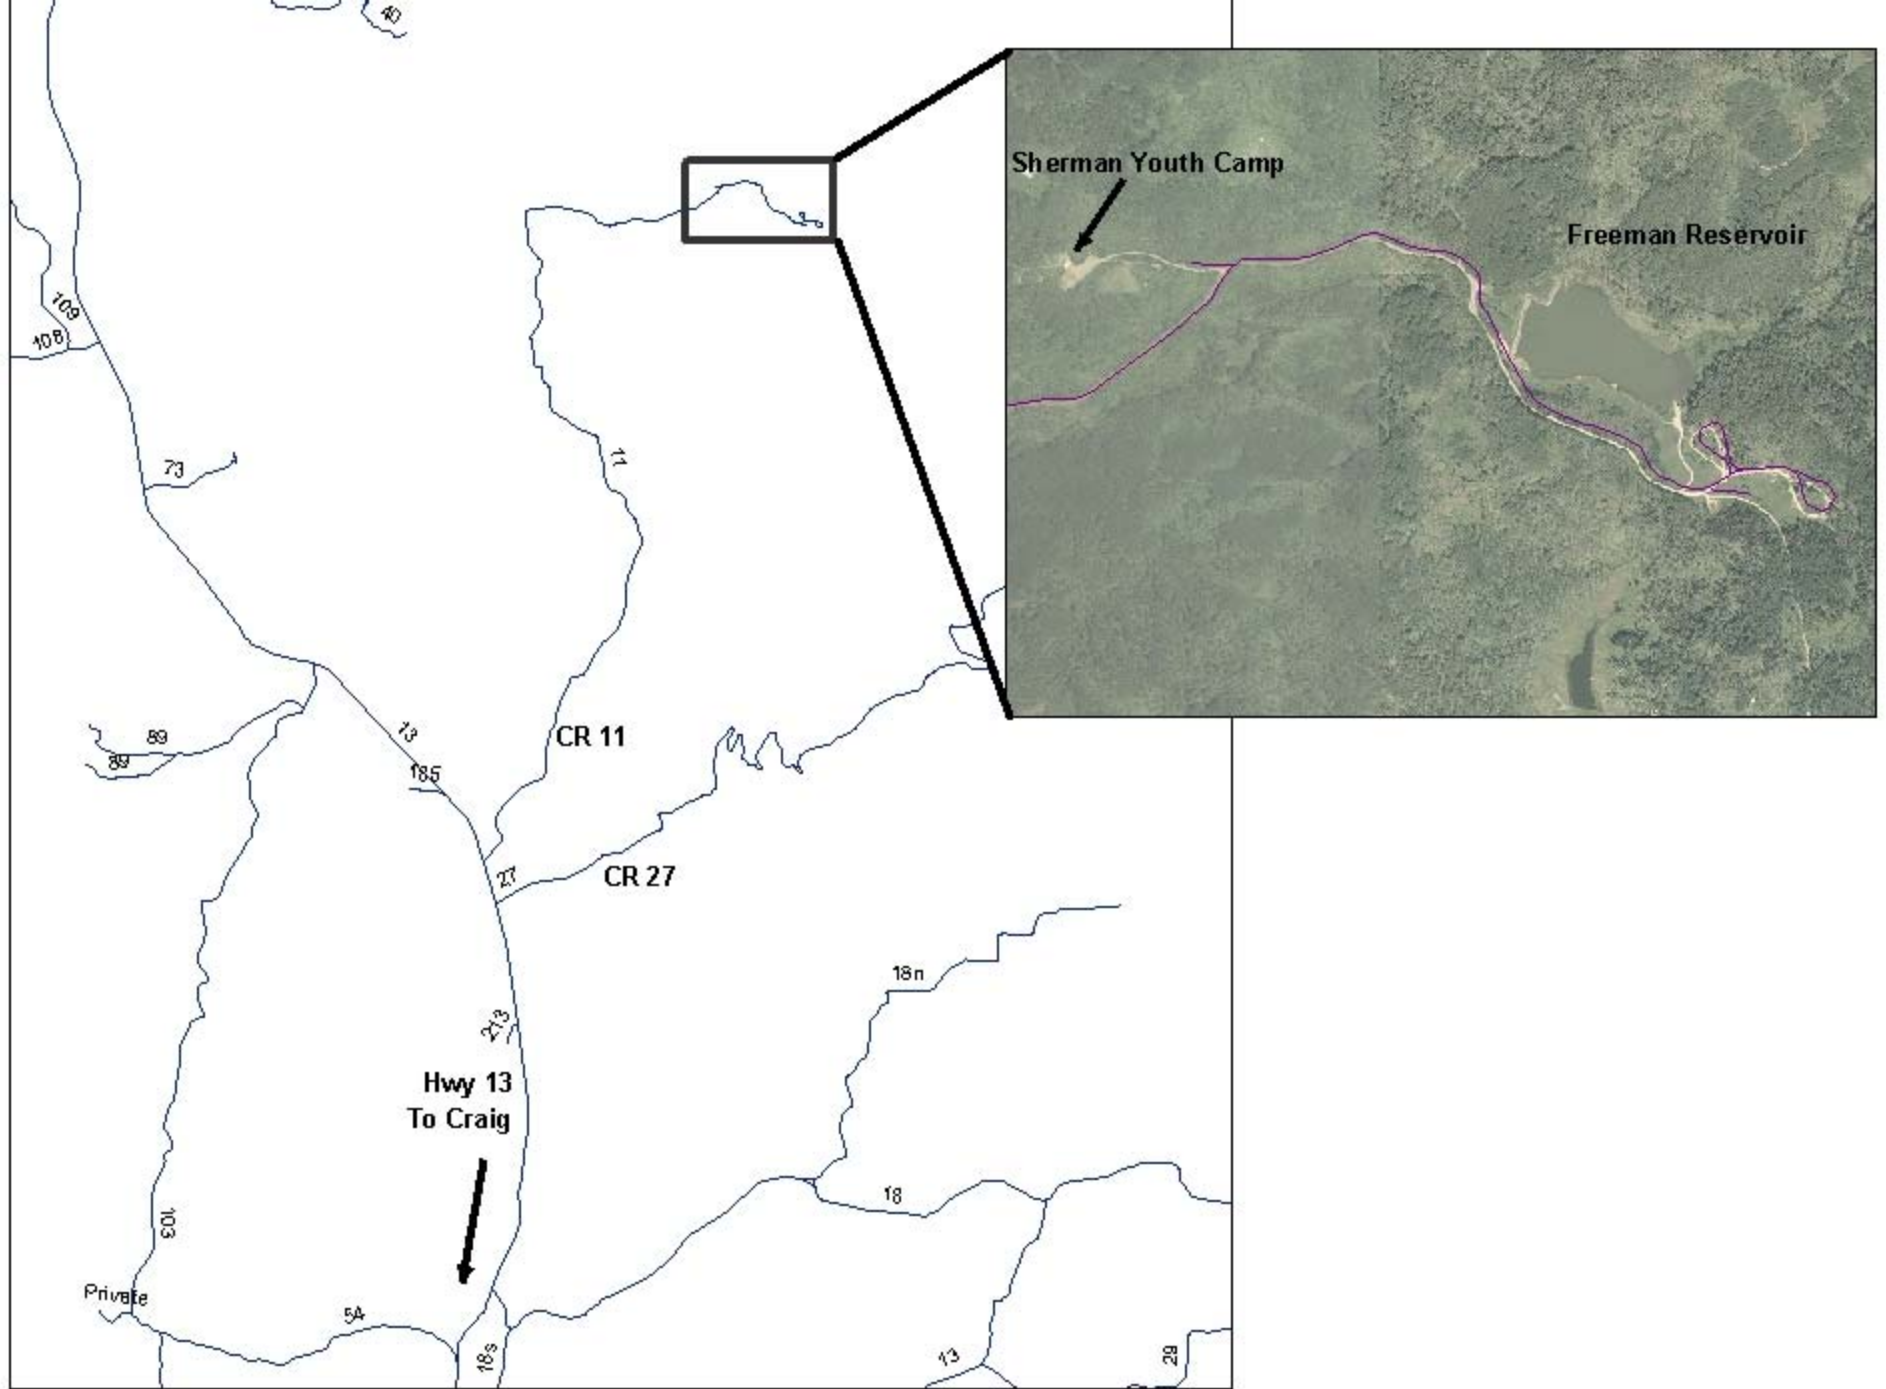 40
Sherman Youth Camp
Freeman Reservoir
109
108
73
11
CR 11
13
89
89
185
27
CR 27
18n
213
Hwy 13
To Craig
18
103
Private
54
18s
13
29